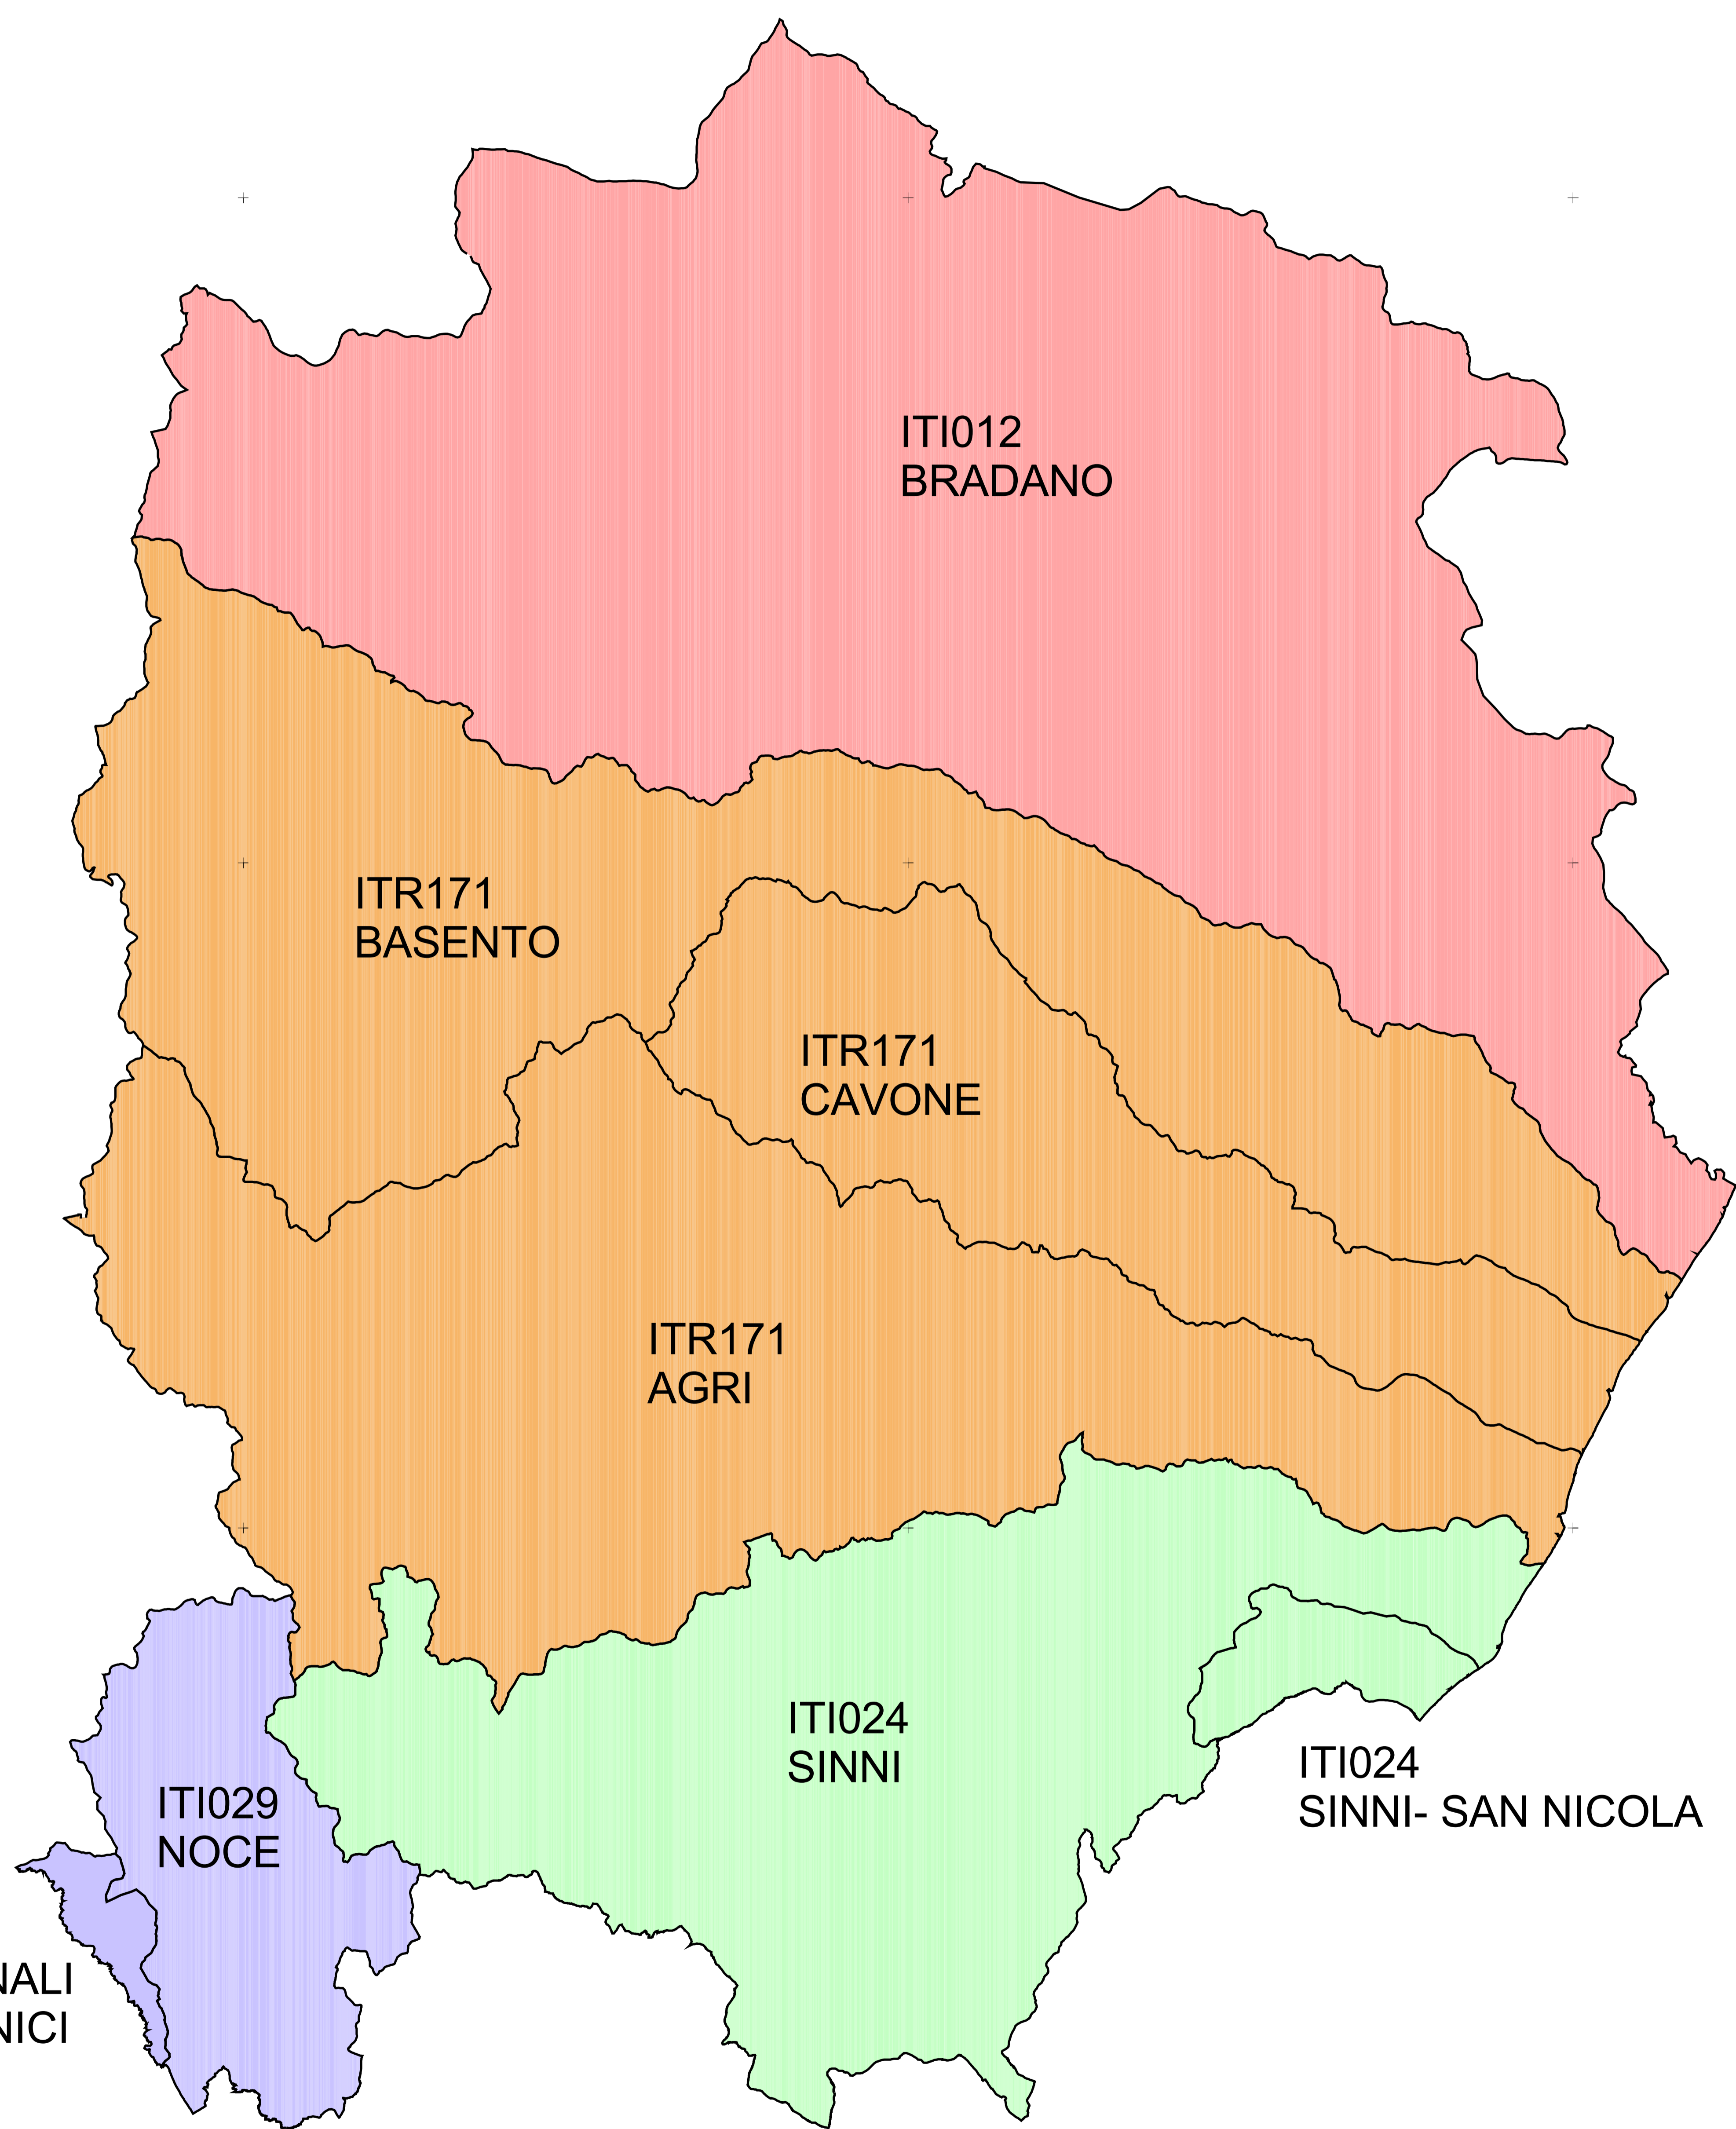 ITI012
BRADANO
ITR171
BASENTO
ITR171
CAVONE
ITR171
AGRI
ITI024
SINNI
ITI024
SINNI- SAN NICOLA
ITI029
NOCE